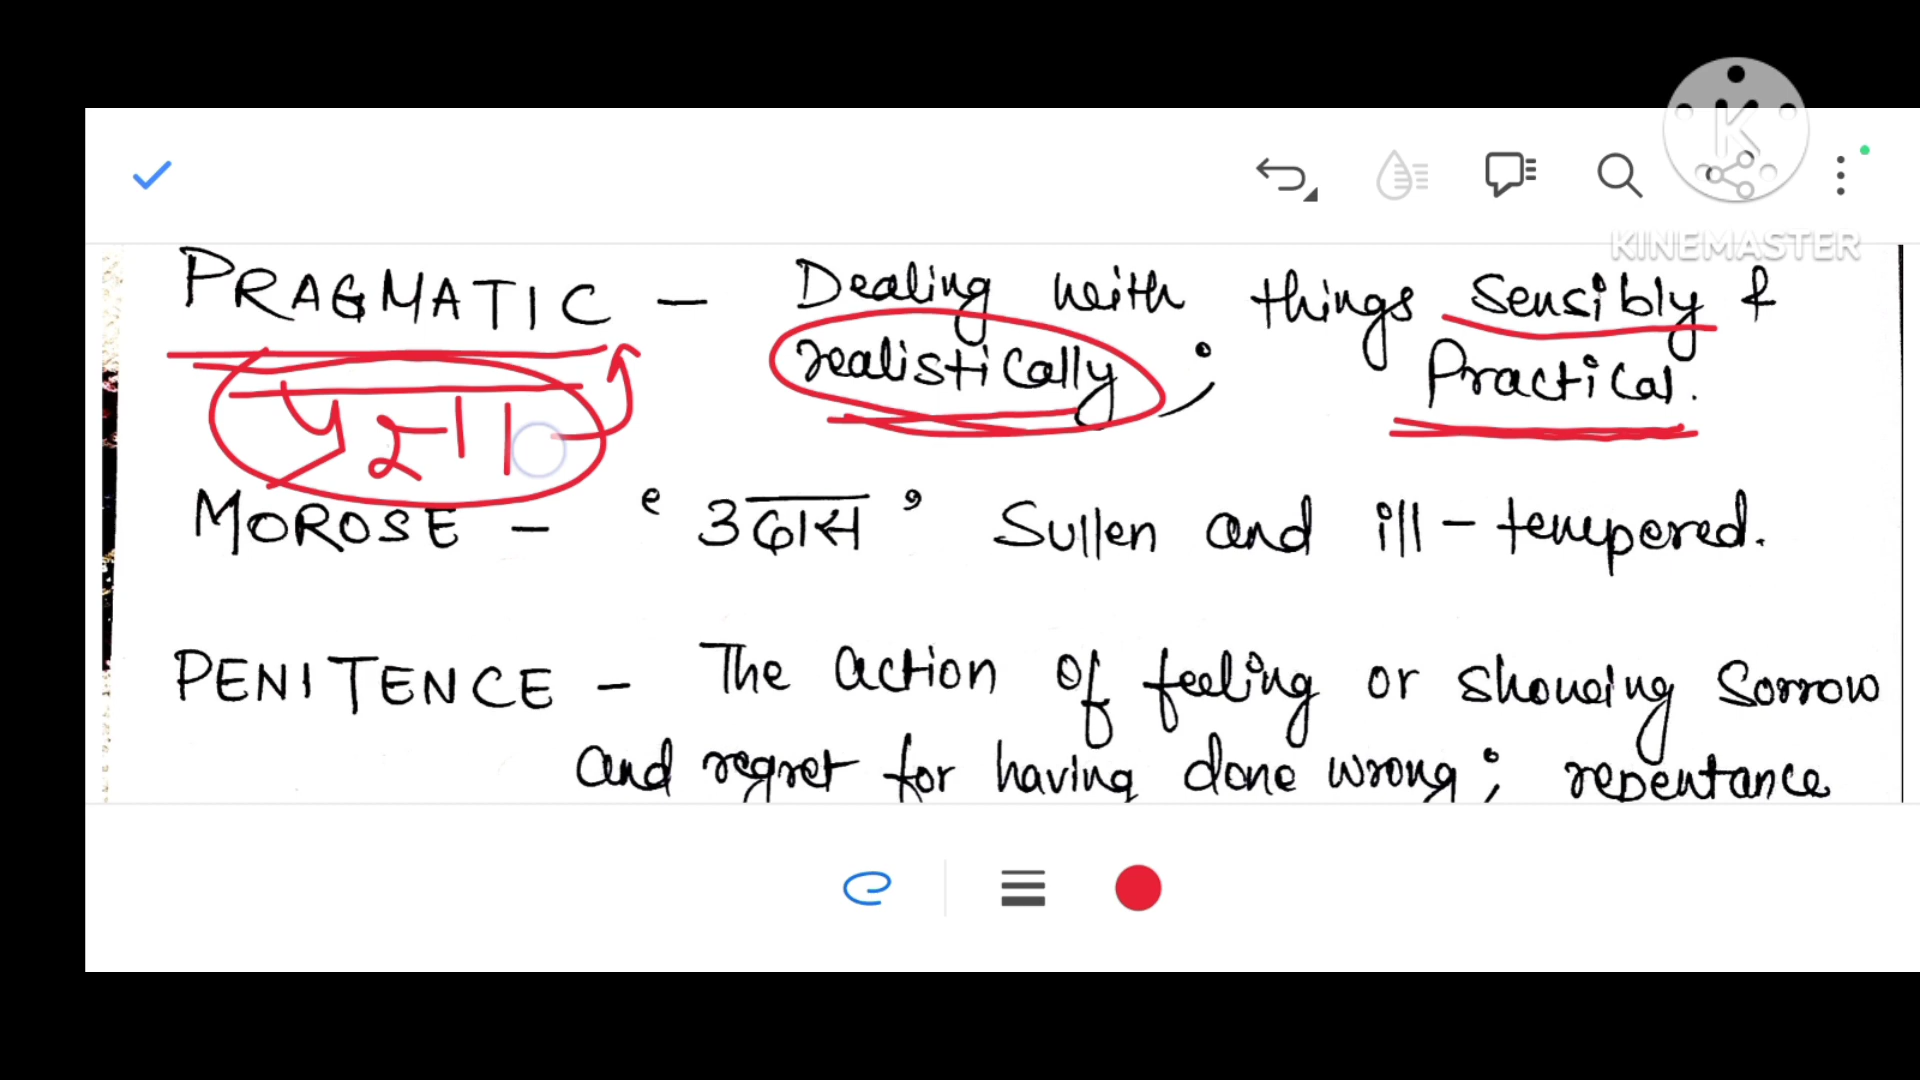 KINEMASTER
PRAGMATIC – Dealing with things Sensibly &
realistically ; Practical.
MOROSE – ‘ उदास ’ Sullen and ill-tempered.
PENITENCE – The action of feeling or showing Sorrow
and regret for having done wrong ; repentance